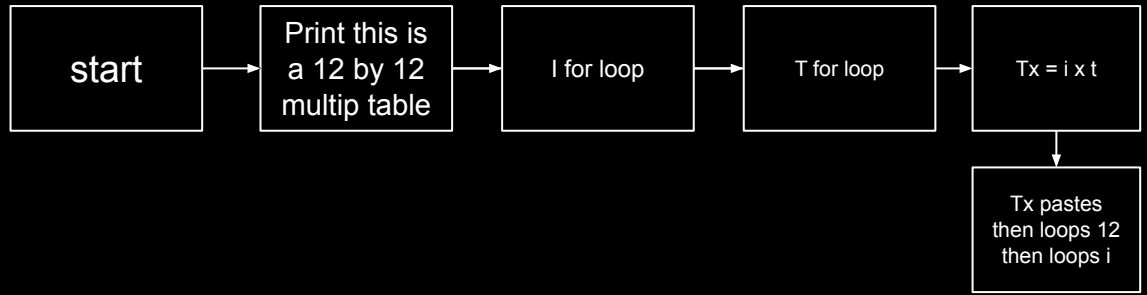 start
Print this is
a 12 by 12
multip table
I for loop
T for loop
Tx = i x t
Tx pastes
then loops 12
then loops i